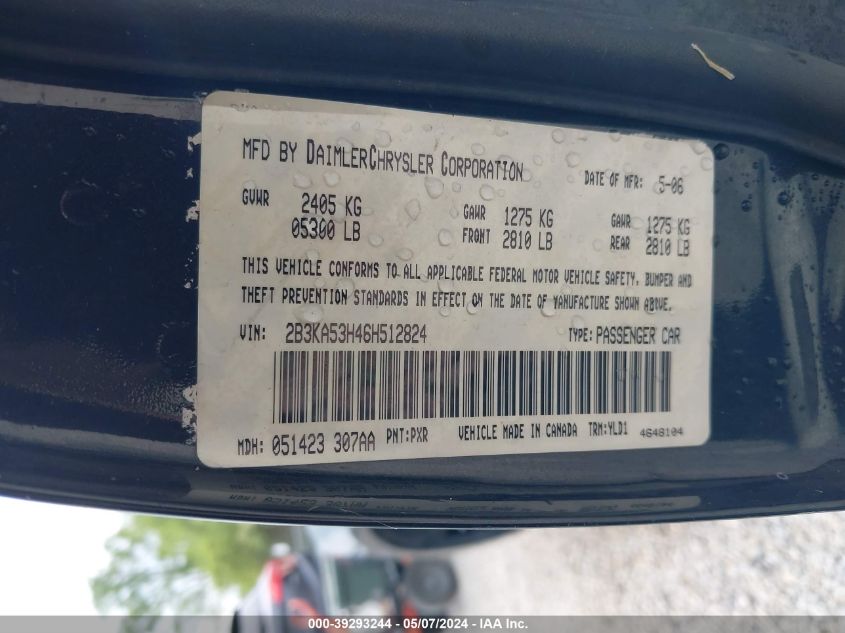 MFD BY DAIMLERCHRYSLER CORPORATION
DATE OF MFR: 5-06
GVWR 2405 KG 05300 LB
GAWR FRONT 1275 KG 2810 LB
GAWR REAR 1275 KG 2810 LB
THIS VEHICLE CONFORMS TO ALL APPLICABLE FEDERAL MOTOR VEHICLE SAFETY, BUMPER AND
THEFT PREVENTION STANDARDS IN EFFECT ON THE DATE OF MANUFACTURE SHOWN ABOVE.
VIN: 2B3KA53H46H512824 TYPE: PASSENGER CAR
MDH: 051423 307AA PNT:PXR VEHICLE MADE IN CANADA TRM:YLD1 4648104
000-39293244 / 05/07/2024 - IAA Inc.